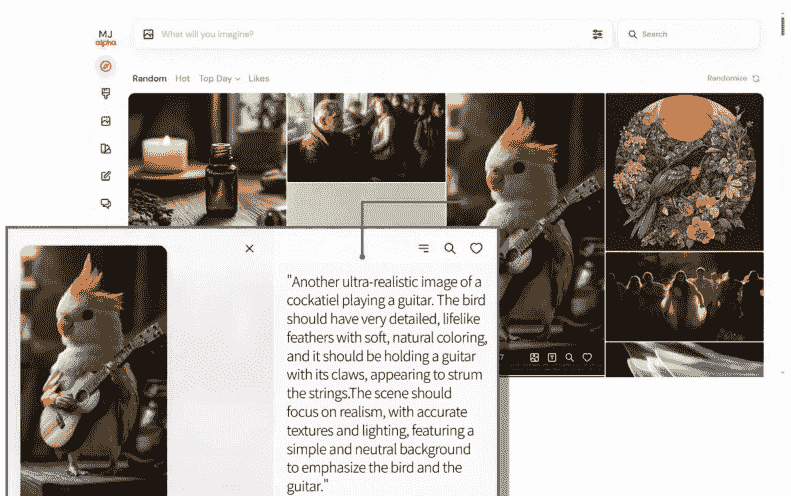 MJ
alpha
What will you imagine?
Search
Random Hot Top Day Likes
Randomize
"Another ultra-realistic image of a
cockatiel playing a guitar. The bird
should have very detailed, lifelike
feathers with soft, natural coloring,
and it should be holding a guitar
with its claws, appearing to strum
the strings.The scene should
focus on realism, with accurate
textures and lighting, featuring a
simple and neutral background
to emphasize the bird and the
guitar."